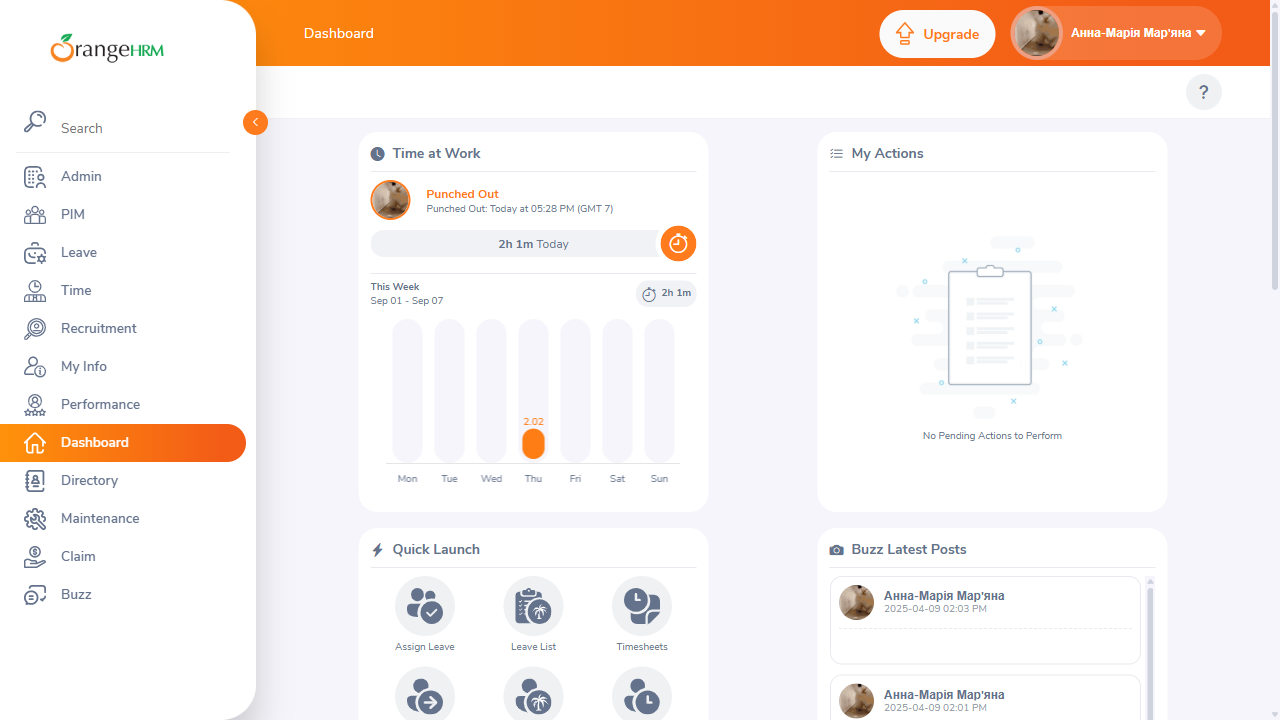 OrangeHRM
Search
Admin
PIM
Leave
Time
Recruitment
My Info
Performance
Dashboard
Directory
Maintenance
Claim
Buzz
Dashboard
Upgrade
Анна-Марія Мар'яна
?
Time at Work
Punched Out
Punched Out: Today at 05:28 PM (GMT 7)
2h 1m Today
This Week
Sep 01 - Sep 07
2h 1m
2.02
Mon Tue Wed Thu Fri Sat Sun
My Actions
No Pending Actions to Perform
Quick Launch
Assign Leave
Leave List
Timesheets
Buzz Latest Posts
Анна-Марія Мар'яна
2025-04-09 02:03 PM
Анна-Марія Мар'яна
2025-04-09 02:01 PM